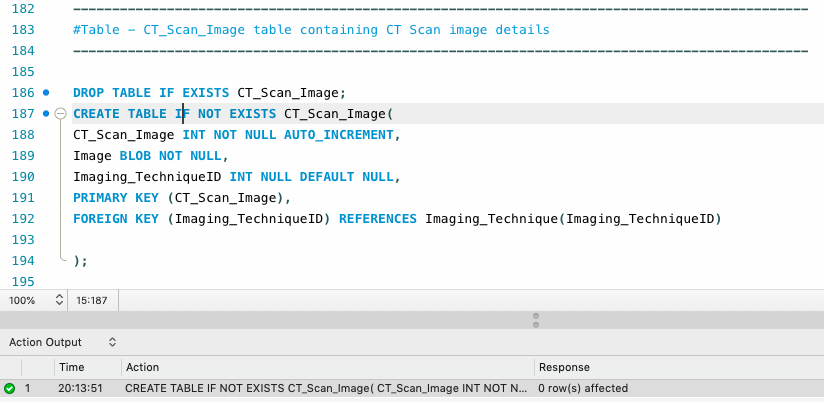 182 -----------------------------------------------------------------------------------------------
183 #Table - CT_Scan_Image table containing CT Scan image details
184 -----------------------------------------------------------------------------------------------
185
186 DROP TABLE IF EXISTS CT_Scan_Image;
187 CREATE TABLE IF NOT EXISTS CT_Scan_Image(
188 CT_Scan_Image INT NOT NULL AUTO_INCREMENT,
189 Image BLOB NOT NULL,
190 Imaging_TechniqueID INT NULL DEFAULT NULL,
191 PRIMARY KEY (CT_Scan_Image),
192 FOREIGN KEY (Imaging_TechniqueID) REFERENCES Imaging_Technique(Imaging_TechniqueID)
193
194 );
195
100% 15:187
Action Output
Time Action Response
1 20:13:51 CREATE TABLE IF NOT EXISTS CT_Scan_Image( CT_Scan_Image INT NOT N... 0 row(s) affected